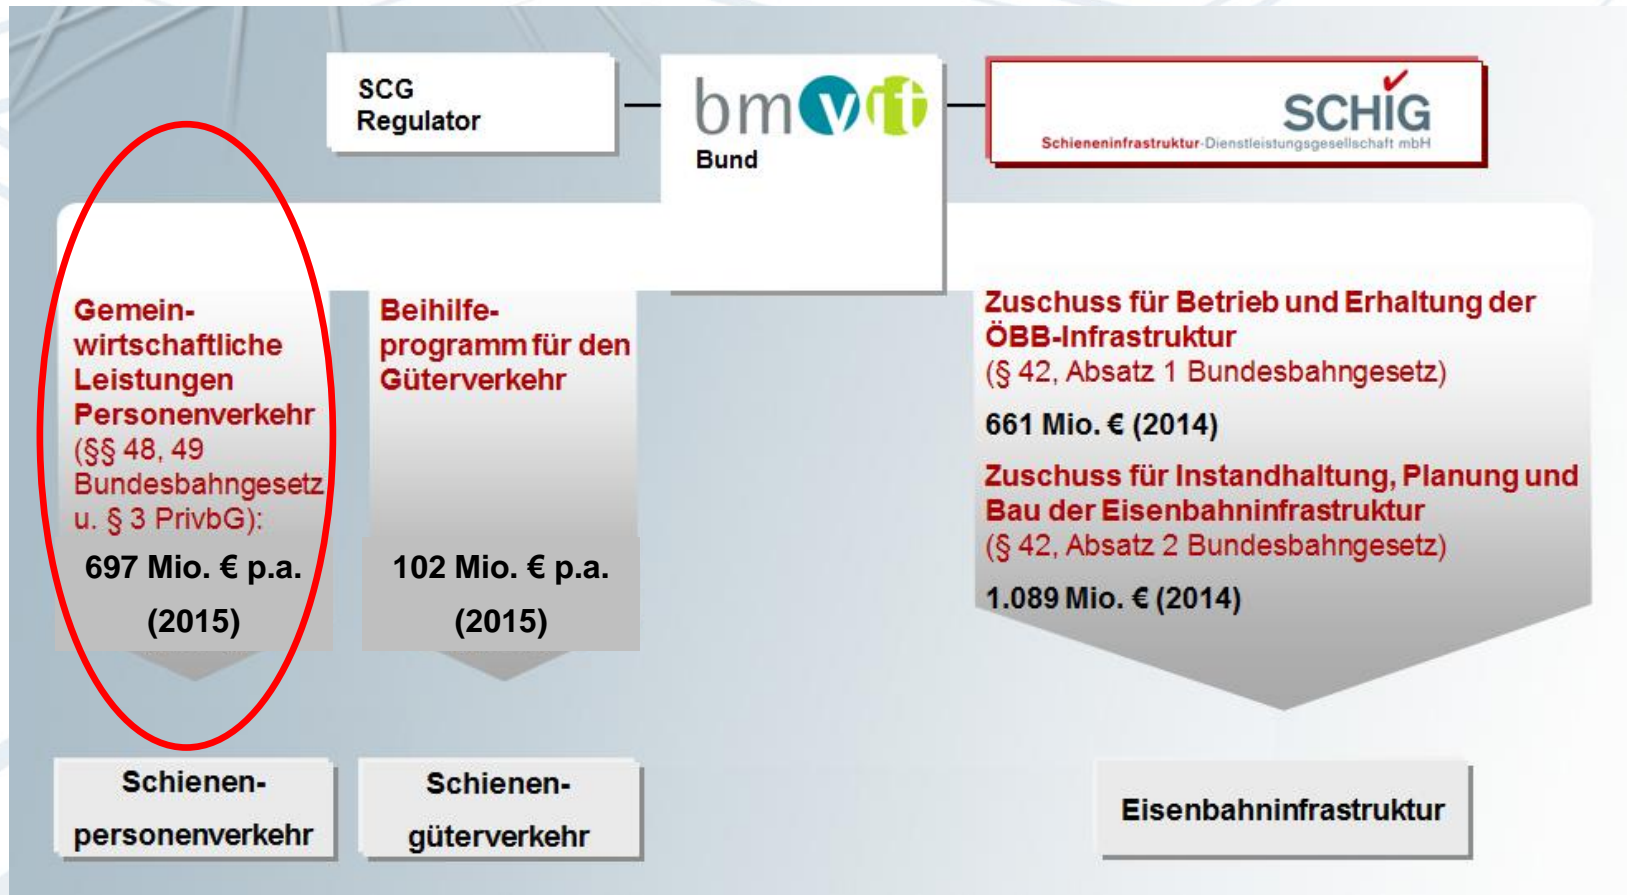 SCG
Regulator
bmvit
Bund
SCHIG
Schieneninfrastruktur-Dienstleistungsgesellschaft mbH
Gemein-
wirtschaftliche
Leistungen
Personenverkehr
(§§ 48, 49
Bundesbahngesetz
u. § 3 PrivbG):
697 Mio. € p.a.
(2015)
Beihilfe-
programm für den
Güterverkehr
102 Mio. € p.a.
(2015)
Zuschuss für Betrieb und Erhaltung der
ÖBB-Infrastruktur
(§ 42, Absatz 1 Bundesbahngesetz)
661 Mio. € (2014)
Zuschuss für Instandhaltung, Planung und
Bau der Eisenbahninfrastruktur
(§ 42, Absatz 2 Bundesbahngesetz)
1.089 Mio. € (2014)
Schienen-
personenverkehr
Schienen-
güterverkehr
Eisenbahninfrastruktur